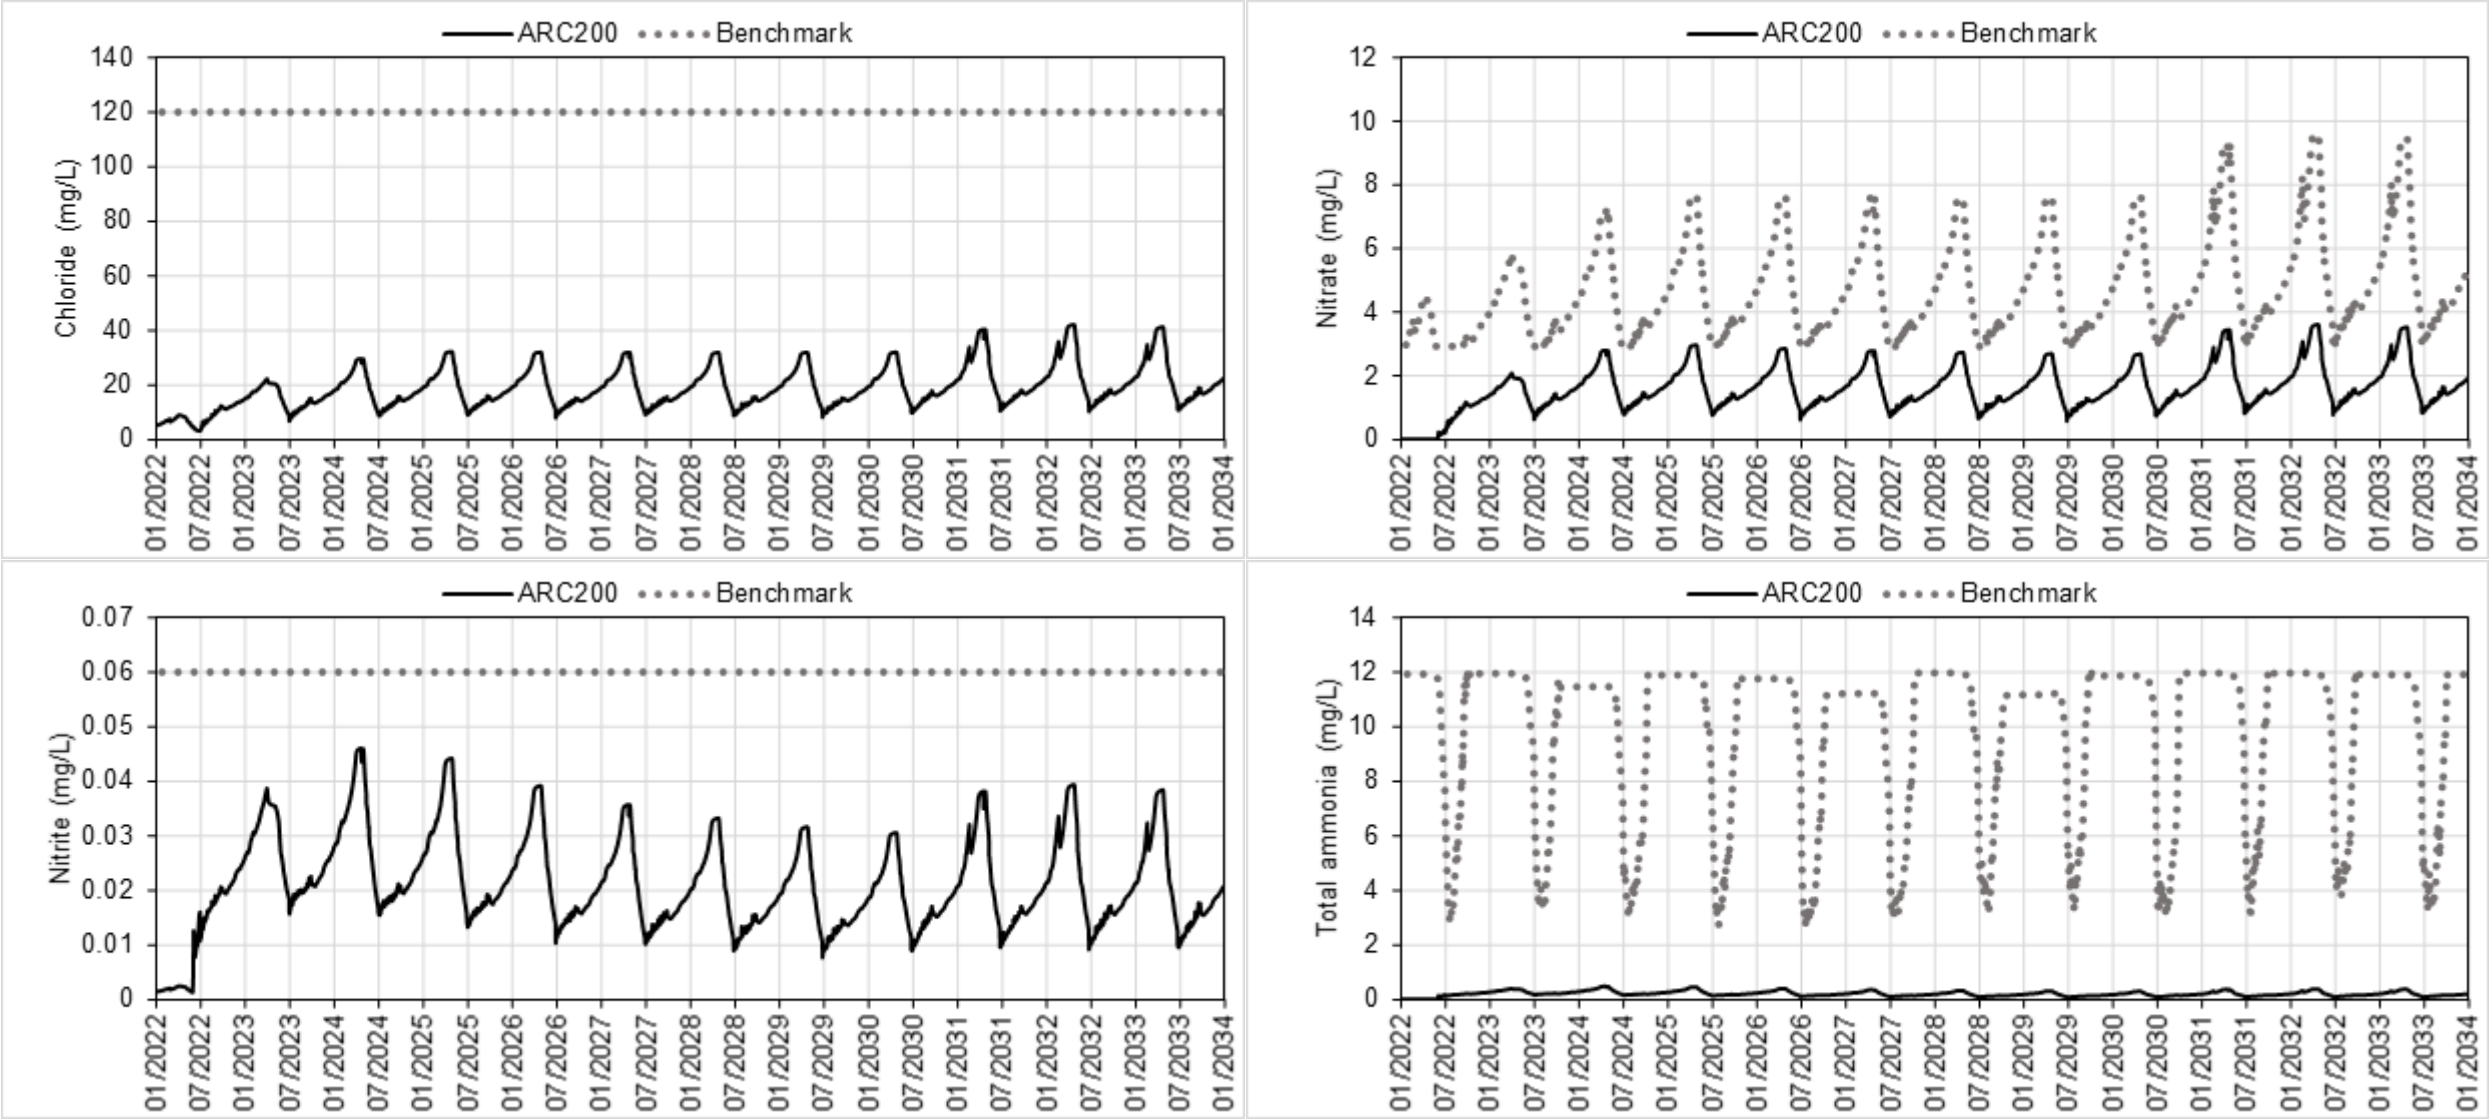 ARC200 Benchmark
140
120
100
80
60
40
20
0
Chloride (mg/L)
01/2022 07/2022 01/2023 07/2023 01/2024 07/2024 01/2025 07/2025 01/2026 07/2026 01/2027 07/2027 01/2028 07/2028 01/2029 07/2029 01/2030 07/2030 01/2031 07/2031 01/2032 07/2032 01/2033 07/2033 01/2034
ARC200 Benchmark
12
10
8
6
4
2
0
Nitrate (mg/L)
01/2022 07/2022 01/2023 07/2023 01/2024 07/2024 01/2025 07/2025 01/2026 07/2026 01/2027 07/2027 01/2028 07/2028 01/2029 07/2029 01/2030 07/2030 01/2031 07/2031 01/2032 07/2032 01/2033 07/2033 01/2034
ARC200 Benchmark
0.07
0.06
0.05
0.04
0.03
0.02
0.01
0
Nitrite (mg/L)
01/2022 07/2022 01/2023 07/2023 01/2024 07/2024 01/2025 07/2025 01/2026 07/2026 01/2027 07/2027 01/2028 07/2028 01/2029 07/2029 01/2030 07/2030 01/2031 07/2031 01/2032 07/2032 01/2033 07/2033 01/2034
ARC200 Benchmark
14
12
10
8
6
4
2
0
Total ammonia (mg/L)
01/2022 07/2022 01/2023 07/2023 01/2024 07/2024 01/2025 07/2025 01/2026 07/2026 01/2027 07/2027 01/2028 07/2028 01/2029 07/2029 01/2030 07/2030 01/2031 07/2031 01/2032 07/2032 01/2033 07/2033 01/2034